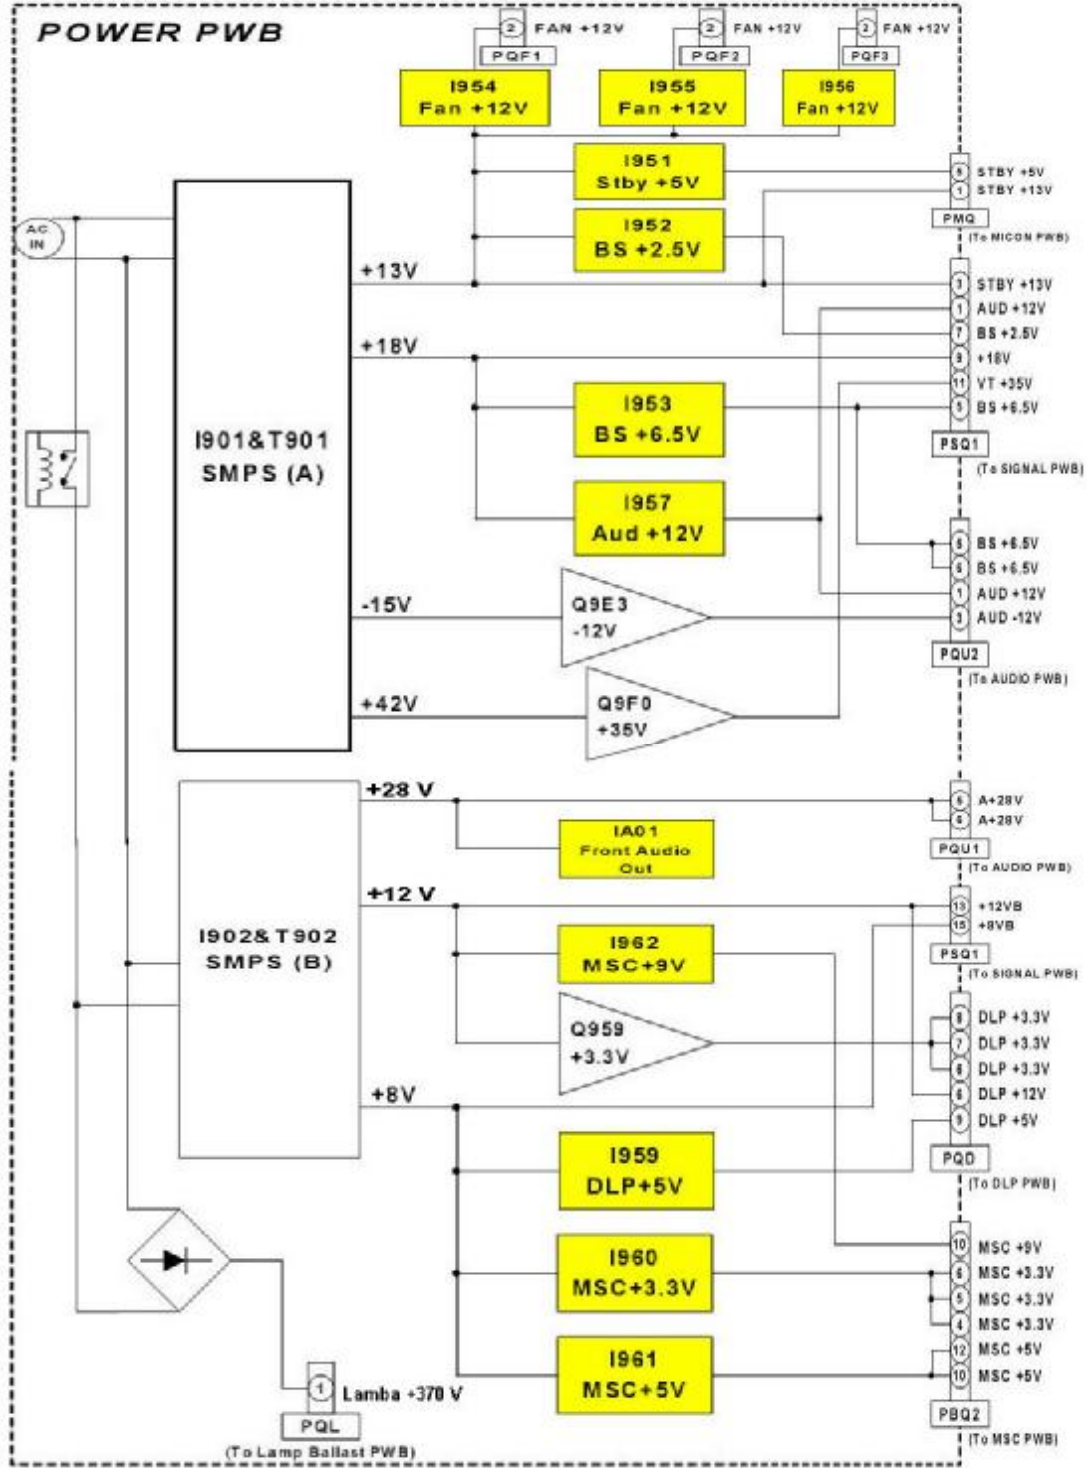 POWER PWB
2 FAN +12V
PQF1
2 FAN +12V
PQF2
2 FAN +12V
PQF3
I954
Fan +12V
I955
Fan +12V
I956
Fan +12V
I951
Stby +5V
I952
BS +2.5V
STBY +5V
1 STBY +13V
PMQ
(To MICON PWB)
AC
IN
+13V
+18V
I901&T901
SMPS (A)
I953
BS +6.5V
I957
Aud +12V
3 STBY +13V
1 AUD +12V
7 BS +2.5V
9 +18V
11 VT +35V
5 BS +6.5V
PSQ1
(To SIGNAL PWB)
-15V
Q9E3
-12V
+42V
Q9F0
+35V
BS +6.5V
BS +6.5V
1 AUD +12V
3 AUD -12V
PQU2
(To AUDIO PWB)
+28 V
IA01
Front Audio
Out
A+28V
A+28V
PQU1
(To AUDIO PWB)
I902&T902
SMPS (B)
+12 V
I962
MSC+9V
Q959
+3.3V
13 +12VB
15 +8VB
PSQ1
(To SIGNAL PWB)
8 DLP +3.3V
7 DLP +3.3V
6 DLP +3.3V
6 DLP +12V
9 DLP +5V
PQD
(To DLP PWB)
+8V
I959
DLP+5V
I960
MSC+3.3V
I961
MSC+5V
10 MSC +9V
6 MSC +3.3V
5 MSC +3.3V
4 MSC +3.3V
12 MSC +5V
10 MSC +5V
PBQ2
(To MSC PWB)
1 Lamba +370 V
PQL
(To Lamp Ballast PWB)